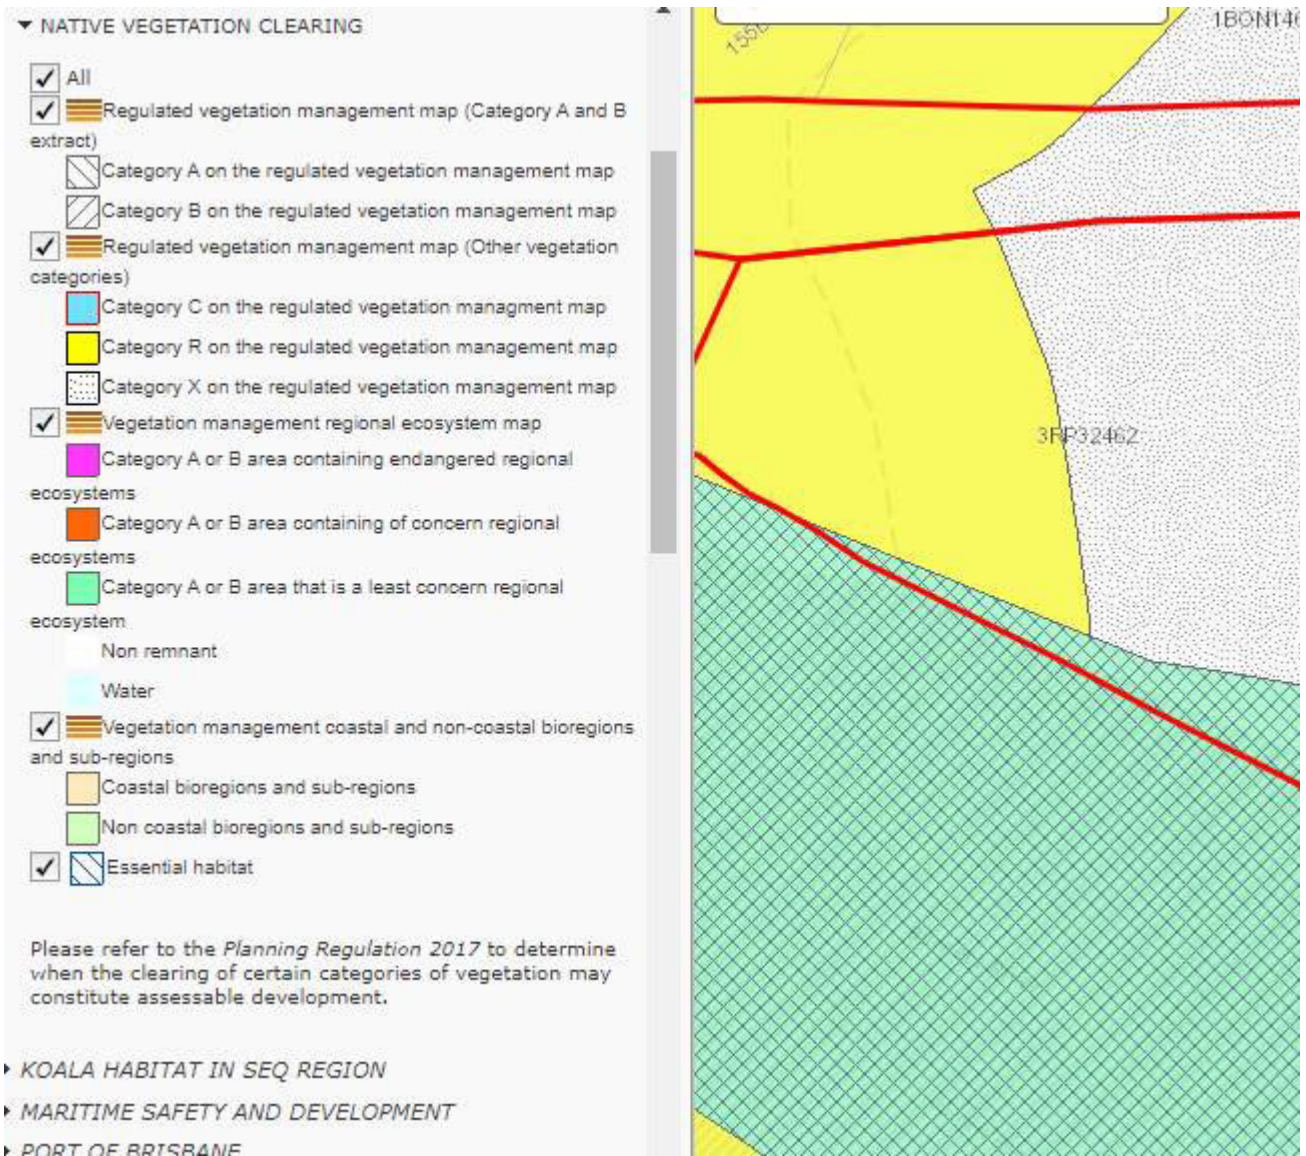 NATIVE VEGETATION CLEARING
All
Regulated vegetation management map (Category A and B
extract)
Category A on the regulated vegetation management map
Category B on the regulated vegetation management map
Regulated vegetation management map (Other vegetation
categories)
Category C on the regulated vegetation managment map
Category R on the regulated vegetation management map
Category X on the regulated vegetation management map
Vegetation management regional ecosystem map
Category A or B area containing endangered regional
ecosystems
Category A or B area containing of concern regional
ecosystems
Category A or B area that is a least concern regional
ecosystem
Non remnant
Water
Vegetation management coastal and non-coastal bioregions
and sub-regions
Coastal bioregions and sub-regions
Non coastal bioregions and sub-regions
Essential habitat
Please refer to the Planning Regulation 2017 to determine
when the clearing of certain categories of vegetation may
constitute assessable development.
KOALA HABITAT IN SEQ REGION
MARITIME SAFETY AND DEVELOPMENT
PORT OF BRISBANE
1BON146
3RP32462